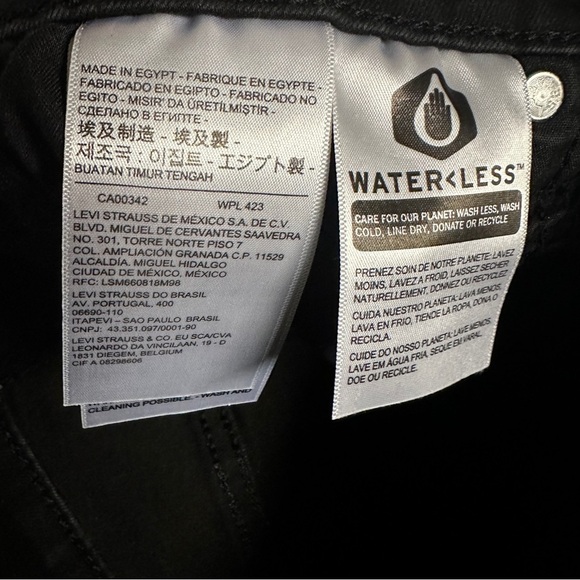 MADE IN EGYPT - FABRIQUE EN EGYPTE -
FABRICADO EN EGIPTO - FABRICADO NO
EGITO - MISIR' DA ÜRETİLMİŞTİR -
СДЕЛАНО В ЕГИПТЕ -
埃及制造 - 埃及製 -
제조국 : 이집트 - エジプト製 -
BUATAN TIMUR TENGAH
CA00342 WPL 423
LEVI STRAUSS DE MÉXICO S.A. DE C.V.
BLVD. MIGUEL DE CERVANTES SAAVEDRA
NO. 301, TORRE NORTE PISO 7
COL. AMPLIACIÓN GRANADA C.P. 11529
ALCALDÍA. MIGUEL HIDALGO
CIUDAD DE MÉXICO. MÉXICO
RFC: LSM660818M98
LEVI STRAUSS DO BRASIL
AV. PORTUGAL, 400
06690-110
ITAPEVI – SAO PAULO BRASIL
CNPJ: 43.351.097/0001-90
LEVI STRAUSS & CO. EU SCA/CVA
LEONARDO DA VINCILAAN, 19 - D
1831 DIEGEM, BELGIUM
CIF A 08298606
CLEANING POSSIBLE. - WASH AND
WATER<LESS™
CARE FOR OUR PLANET: WASH LESS, WASH
COLD, LINE DRY, DONATE OR RECYCLE
PRENEZ SOIN DE NOTRE PLANETE: LAVEZ
MOINS, LAVEZ A FROID, LAISSEZ SECHER
NATURELLEMENT, DONNEZ OU RECYCLEZ
CUIDA NUESTRO PLANETA: LAVA MENOS,
LAVA EN FRIO, TIENDE LA ROPA, DONA O
RECICLA.
CUIDE DO NOSSO PLANETA: LAVE MENOS,
LAVE EM ÁGUA FRIA, SEQUE EM VARAL,
DOE OU RECICLE.